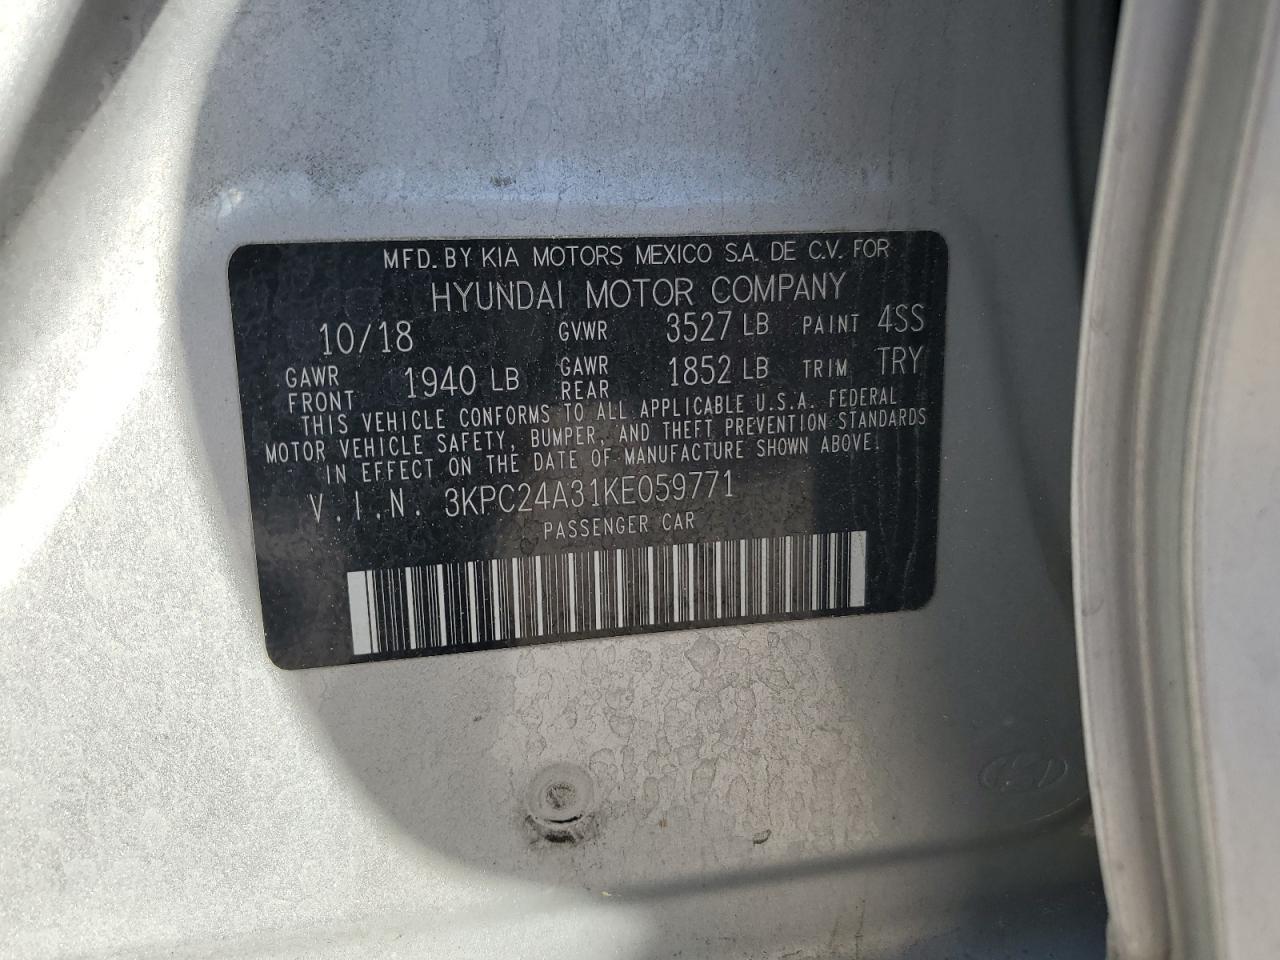 MFD. BY KIA MOTORS MEXICO S.A. DE C.V. FOR
HYUNDAI MOTOR COMPANY
10/18 GVWR 3527 LB PAINT 4SS
GAWR FRONT 1940 LB GAWR REAR 1852 LB TRIM TRY
THIS VEHICLE CONFORMS TO ALL APPLICABLE U.S.A. FEDERAL
MOTOR VEHICLE SAFETY, BUMPER, AND THEFT PREVENTION STANDARDS
IN EFFECT ON THE DATE OF MANUFACTURE SHOWN ABOVE.
V.I.N. 3KPC24A31KE059771
PASSENGER CAR